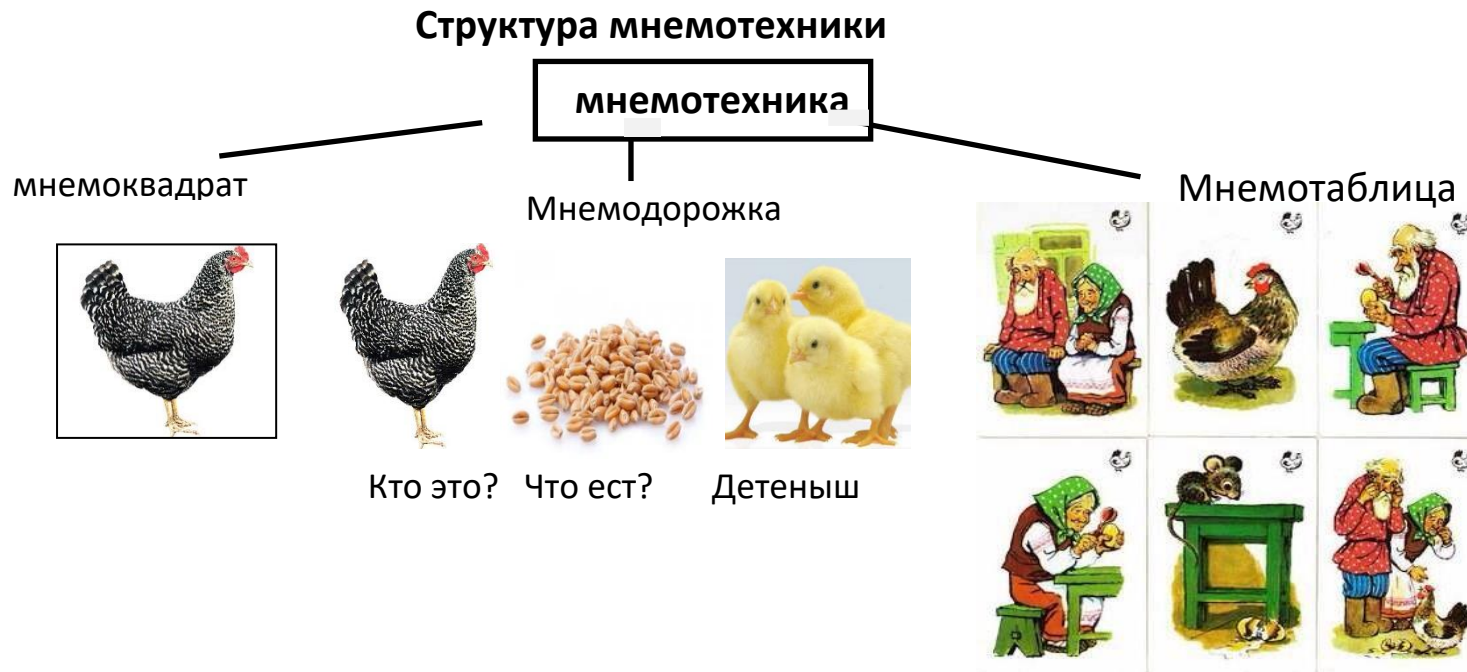 Структура мнемотехники
мнемотехника
мнемоквадрат
Мнемодорожка
Мнемотаблица
Кто это? Что ест? Детеныш